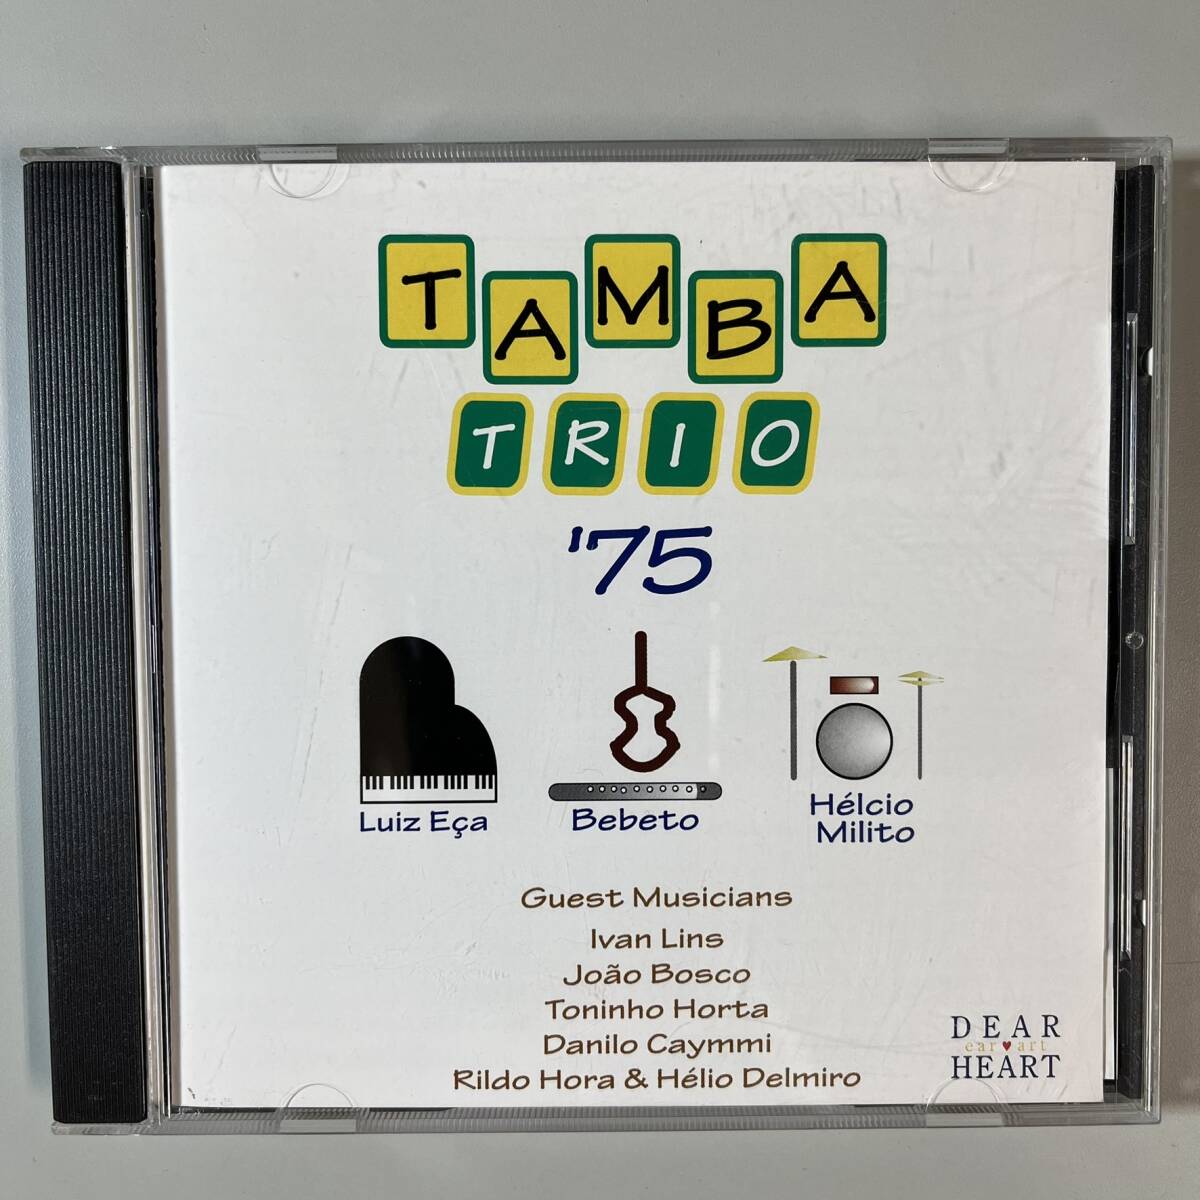 TAMBA
TRIO
'75
Luiz Eça
Bebeto
Hélcio
Milito
Guest Musicians
Ivan Lins
João Bosco
Toninho Horta
Danilo Caymmi
Rildo Hora & Hélio Delmiro
DEAR
ear♥art
HEART